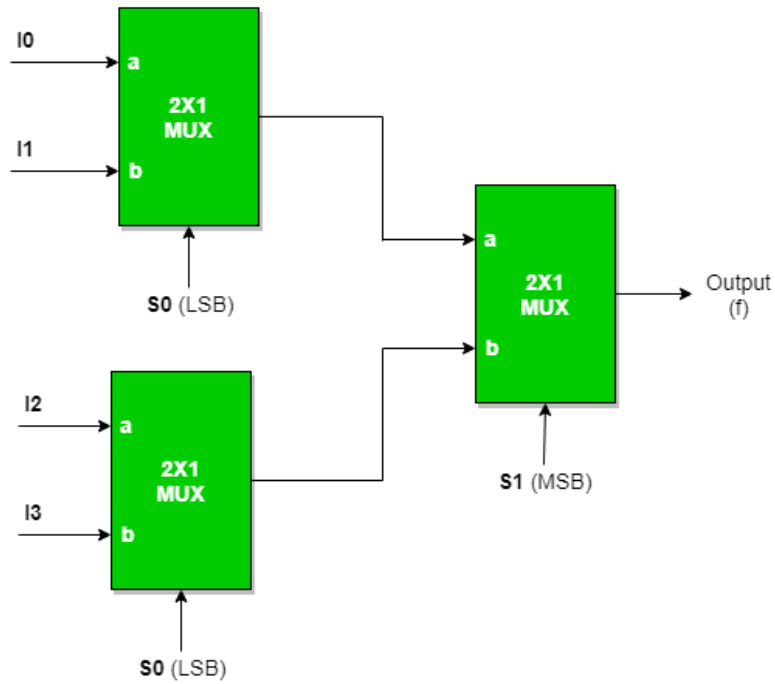 I0
a
2X1
MUX
I1
b
S0 (LSB)
a
2X1
MUX
b
Output
(f)
S1 (MSB)
I2
a
2X1
MUX
I3
b
S0 (LSB)